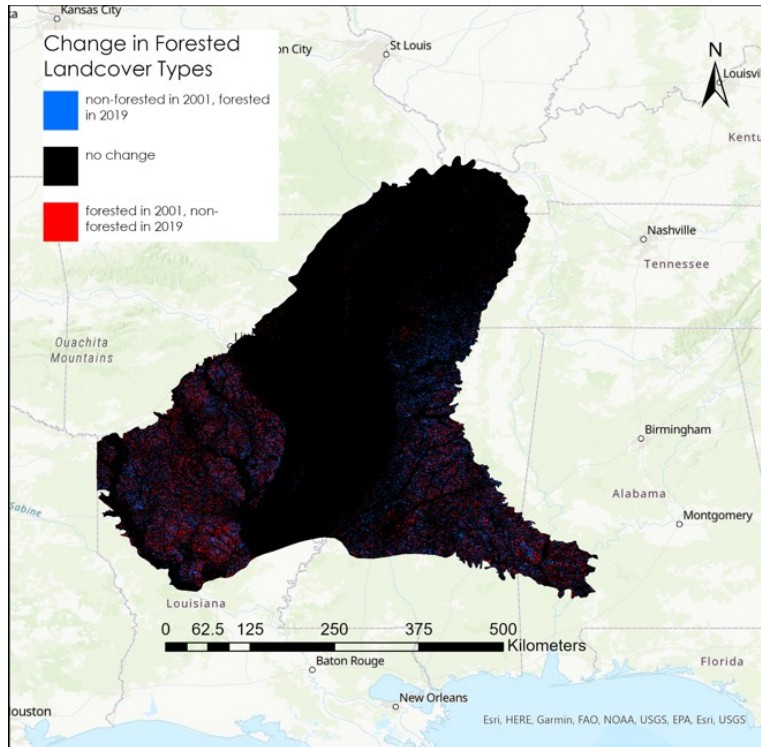 Kansas City
Change in Forested
Landcover Types
non-forested in 2001, forested
in 2019
no change
forested in 2001, non-
forested in 2019
on City
St Louis
N
Louisvi
Kentu
Nashville
Tennessee
Ouachita
Mountains
Li
Birmingham
Alabama
Montgomery
Sabine
Louisiana
0 62.5 125 250 375 500
Kilometers
Baton Rouge
Florida
New Orleans
ouston
Esri, HERE, Garmin, FAO, NOAA, USGS, EPA, Esri, USGS